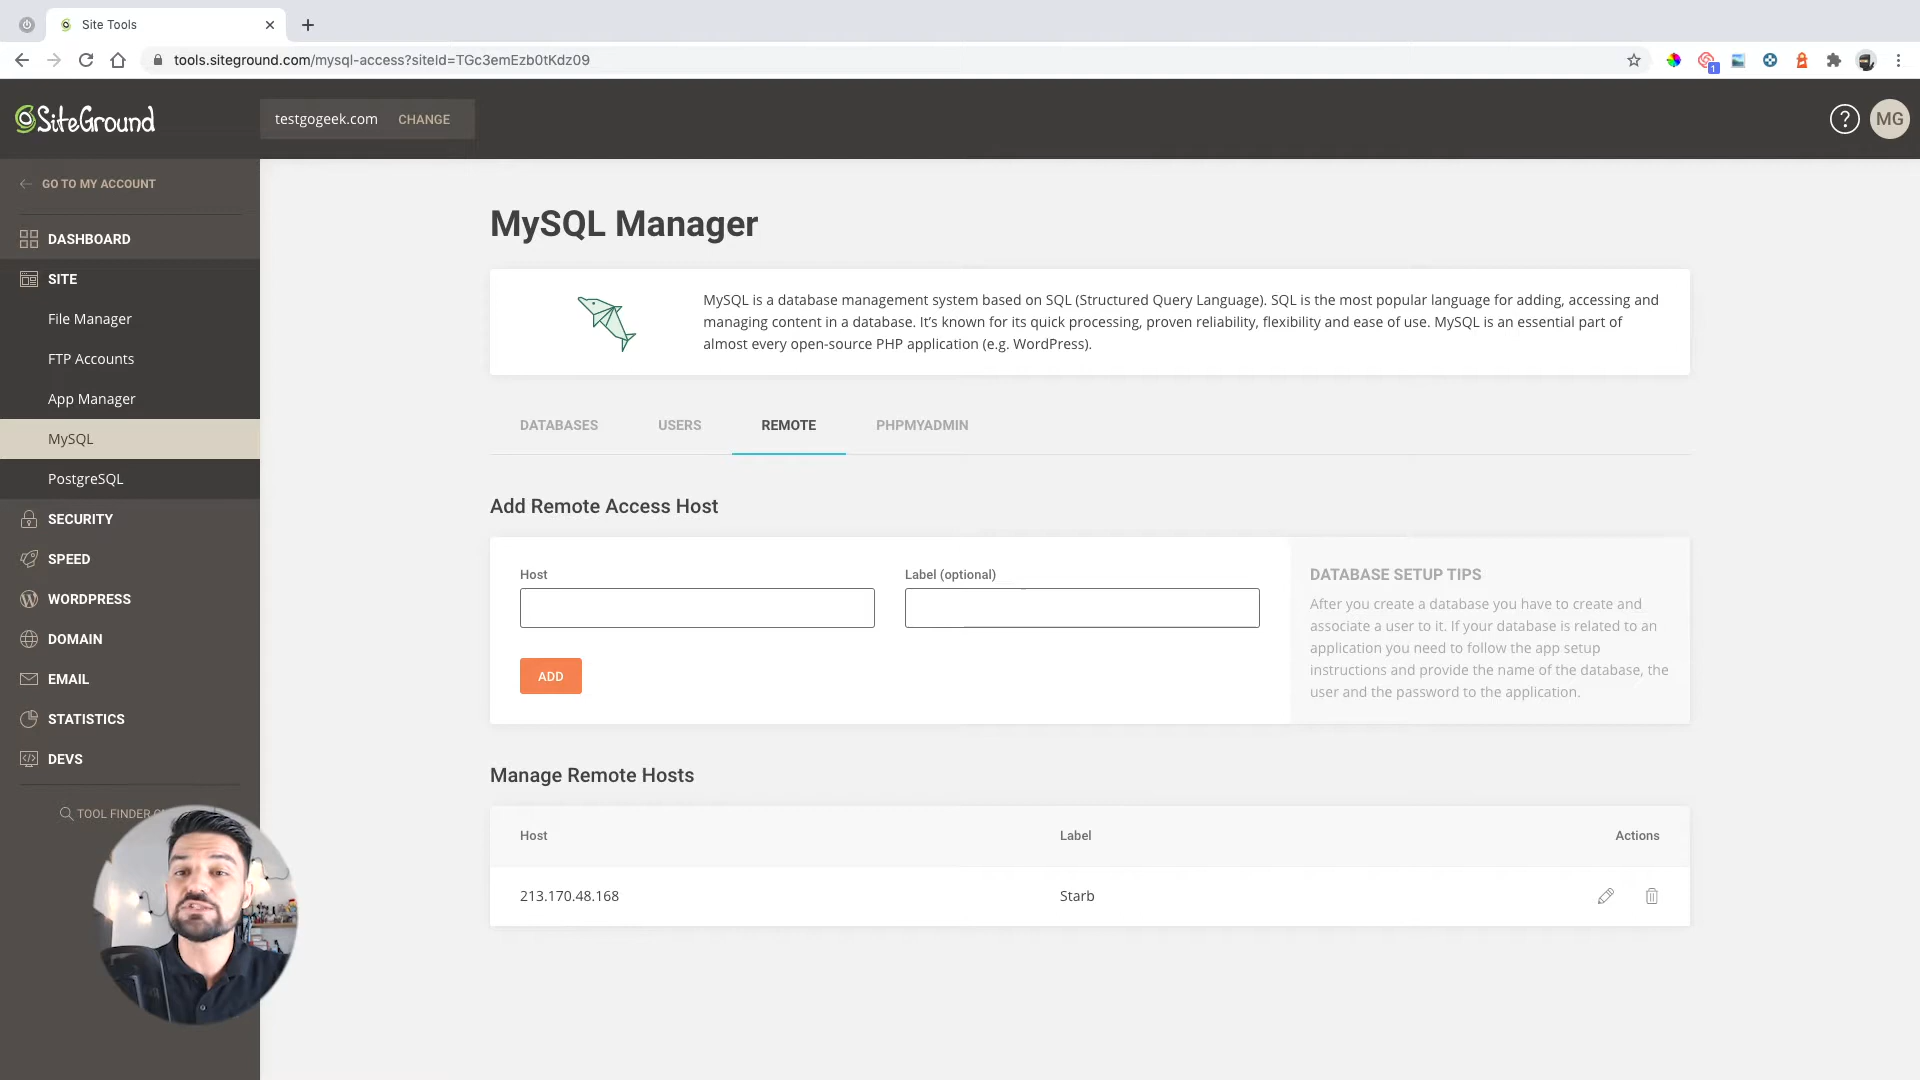 Site Tools
tools.siteground.com/mysql-access?siteId=TGc3emEzb0tKdz09
1
SiteGround
testgogeek.com CHANGE
? MG
GO TO MY ACCOUNT
DASHBOARD
SITE
File Manager
FTP Accounts
App Manager
MySQL
PostgreSQL
SECURITY
SPEED
WORDPRESS
DOMAIN
EMAIL
STATISTICS
DEVS
TOOL FINDER
MySQL Manager
MySQL is a database management system based on SQL (Structured Query Language). SQL is the most popular language for adding, accessing and
managing content in a database. It's known for its quick processing, proven reliability, flexibility and ease of use. MySQL is an essential part of
almost every open-source PHP application (e.g. WordPress).
DATABASES USERS REMOTE PHPMYADMIN
Add Remote Access Host
Host Label (optional)
ADD
DATABASE SETUP TIPS
After you create a database you have to create and
associate a user to it. If your database is related to an
application you need to follow the app setup
instructions and provide the name of the database, the
user and the password to the application.
Manage Remote Hosts
Host Label Actions
213.170.48.168 Starb